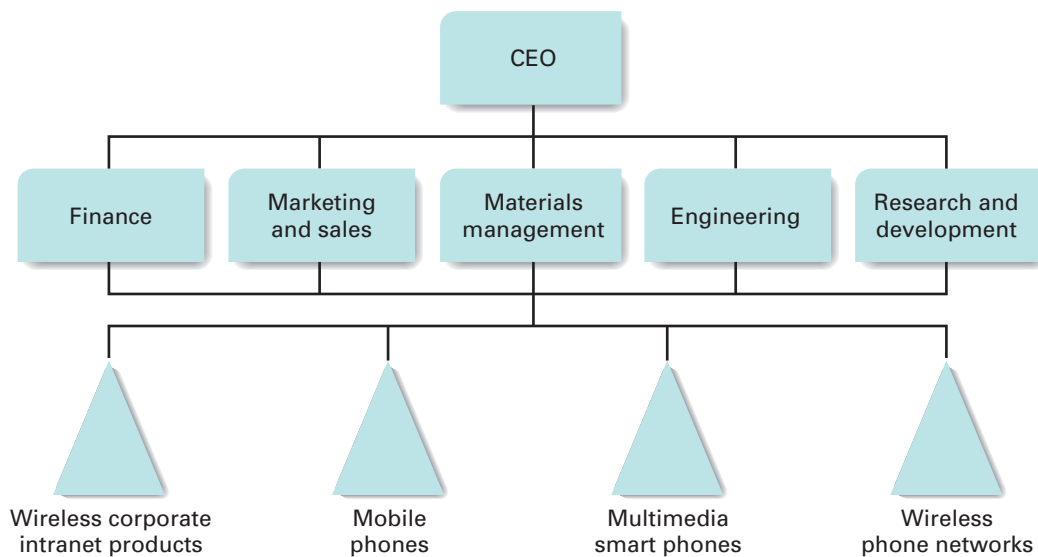 CEO
Finance
Marketing
and sales
Materials
management
Engineering
Research and
development
Wireless corporate
intranet products
Mobile
phones
Multimedia
smart phones
Wireless
phone networks